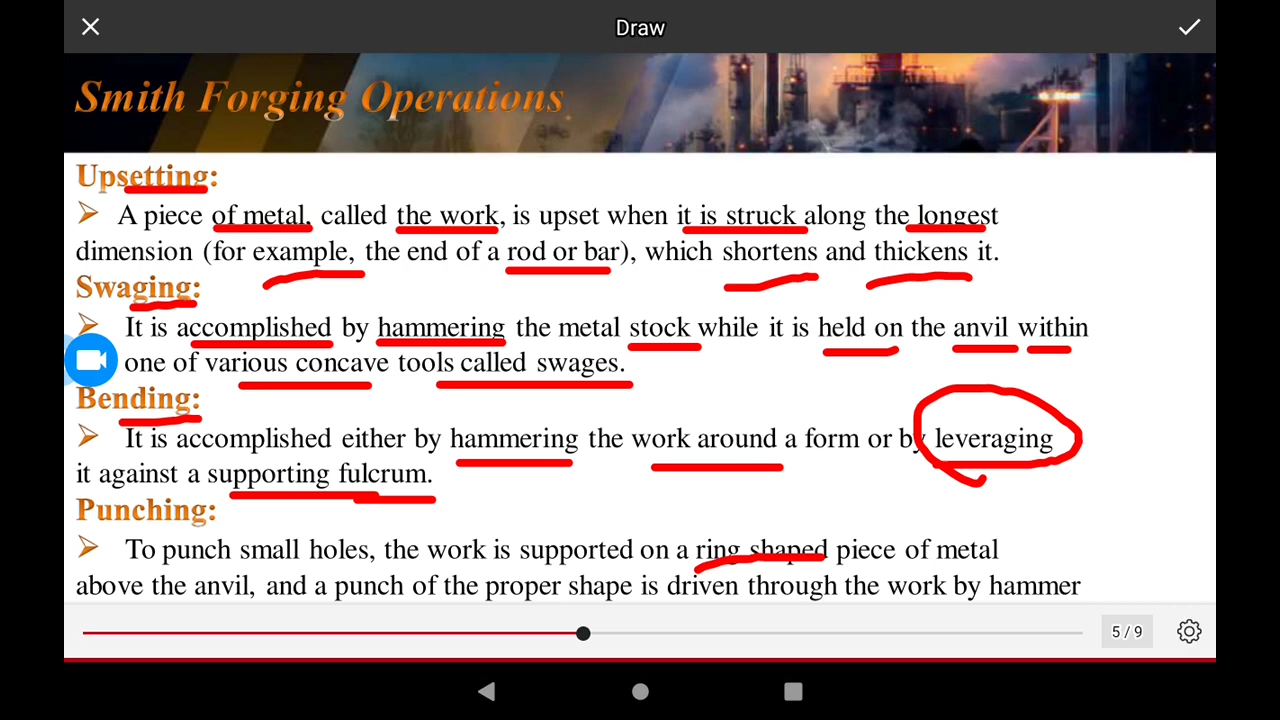 Draw
Smith Forging Operations
Upsetting:
A piece of metal, called the work, is upset when it is struck along the longest
dimension (for example, the end of a rod or bar), which shortens and thickens it.
Swaging:
It is accomplished by hammering the metal stock while it is held on the anvil within
one of various concave tools called swages.
Bending:
It is accomplished either by hammering the work around a form or by leveraging
it against a supporting fulcrum.
Punching:
To punch small holes, the work is supported on a ring shaped piece of metal
above the anvil, and a punch of the proper shape is driven through the work by hammer
5 / 9